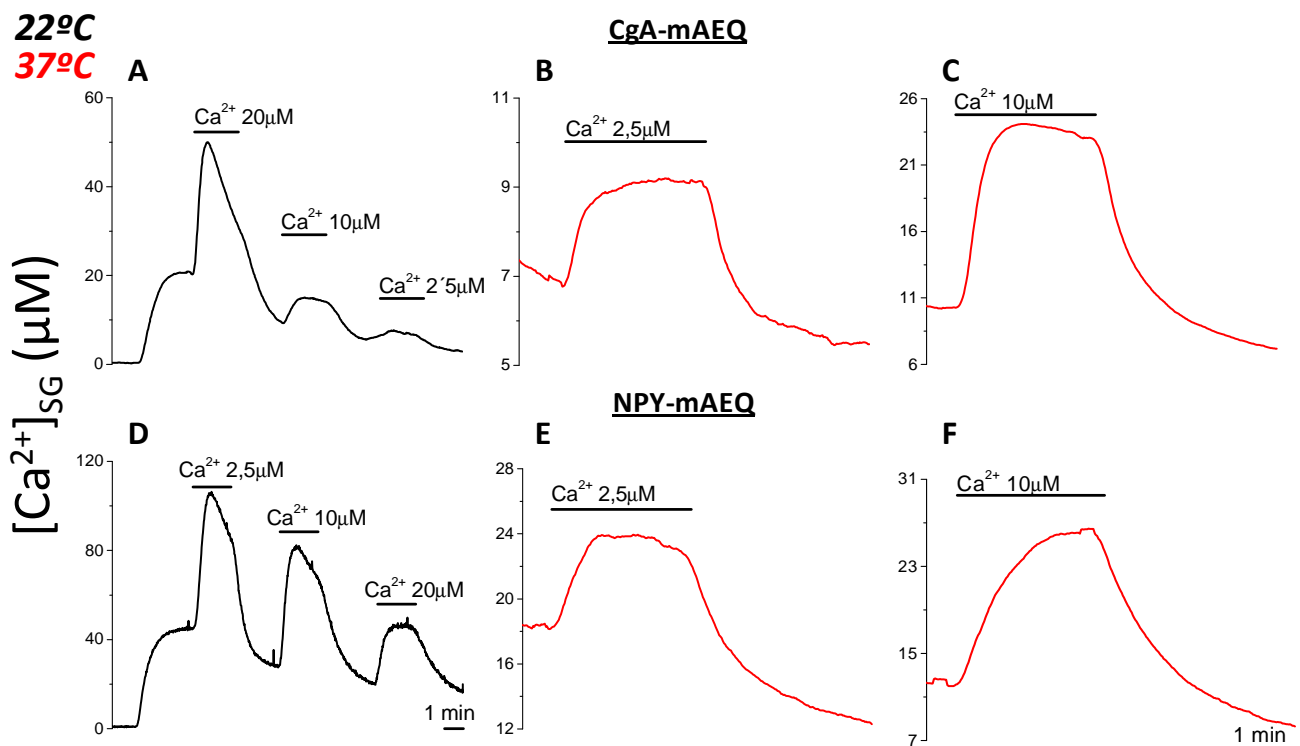 22ºC
37ºC
CgA-mAEQ
A
B
C
Ca²⁺ 20µM
Ca²⁺ 10µM
Ca²⁺ 2´5µM
60
40
20
0
Ca²⁺ 2,5µM
11
9
7
5
Ca²⁺ 10µM
26
21
16
11
6
[Ca²⁺]SG (µM)
NPY-mAEQ
D
E
F
Ca²⁺ 2,5µM
Ca²⁺ 10µM
Ca²⁺ 20µM
120
80
40
0
1 min
Ca²⁺ 2,5µM
28
24
20
16
12
Ca²⁺ 10µM
31
23
15
7
1 min